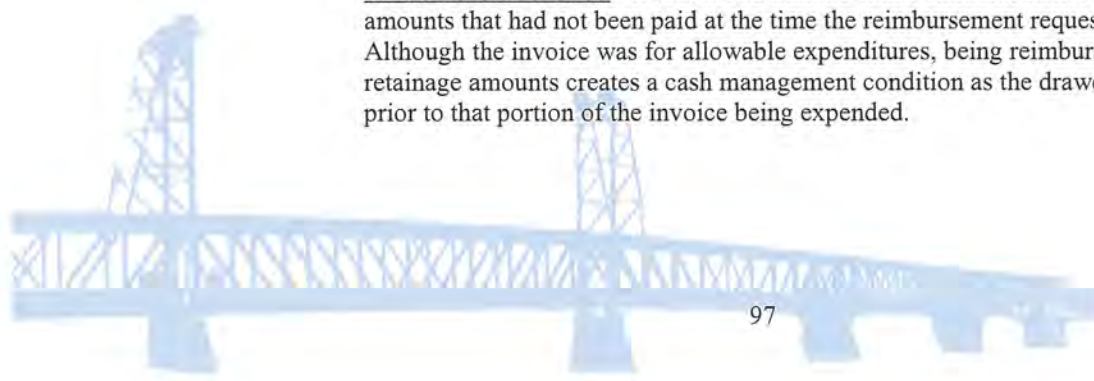 amounts that had not been paid at the time the reimbursement reques
Although the invoice was for allowable expenditures, being reimbur
retainage amounts creates a cash management condition as the draw
prior to that portion of the invoice being expended.
97